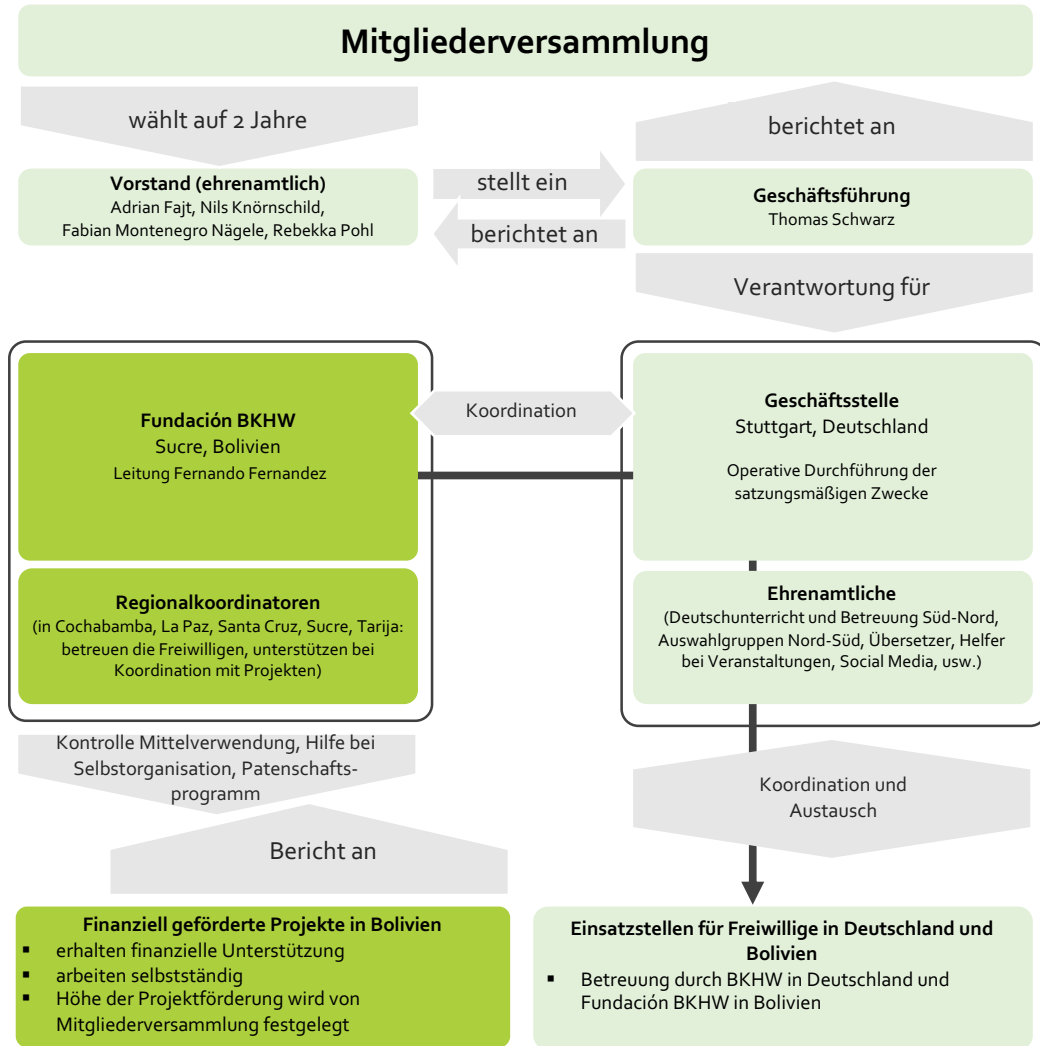 Mitgliederversammlung
wählt auf 2 Jahre
berichtet an
Vorstand (ehrenamtlich)
Adrian Fajt, Nils Knörnschild,
Fabian Montenegro Nägele, Rebekka Pohl
stellt ein
berichtet an
Geschäftsführung
Thomas Schwarz
Verantwortung für
Fundación BKHW
Sucre, Bolivien
Leitung Fernando Fernandez
Koordination
Geschäftsstelle
Stuttgart, Deutschland
Operative Durchführung der
satzungsmäßigen Zwecke
Regionalkoordinatoren
(in Cochabamba, La Paz, Santa Cruz, Sucre, Tarija:
betreuen die Freiwilligen, unterstützen bei
Koordination mit Projekten)
Ehrenamtliche
(Deutschunterricht und Betreuung Süd-Nord,
Auswahlgruppen Nord-Süd, Übersetzer, Helfer
bei Veranstaltungen, Social Media, usw.)
Kontrolle Mittelverwendung, Hilfe bei
Selbstorganisation, Patenschafts-
programm
Koordination und
Austausch
Bericht an
Finanziell geförderte Projekte in Bolivien
▪ erhalten finanzielle Unterstützung
▪ arbeiten selbstständig
▪ Höhe der Projektförderung wird von
Mitgliederversammlung festgelegt
Einsatzstellen für Freiwillige in Deutschland und
Bolivien
▪ Betreuung durch BKHW in Deutschland und
Fundación BKHW in Bolivien